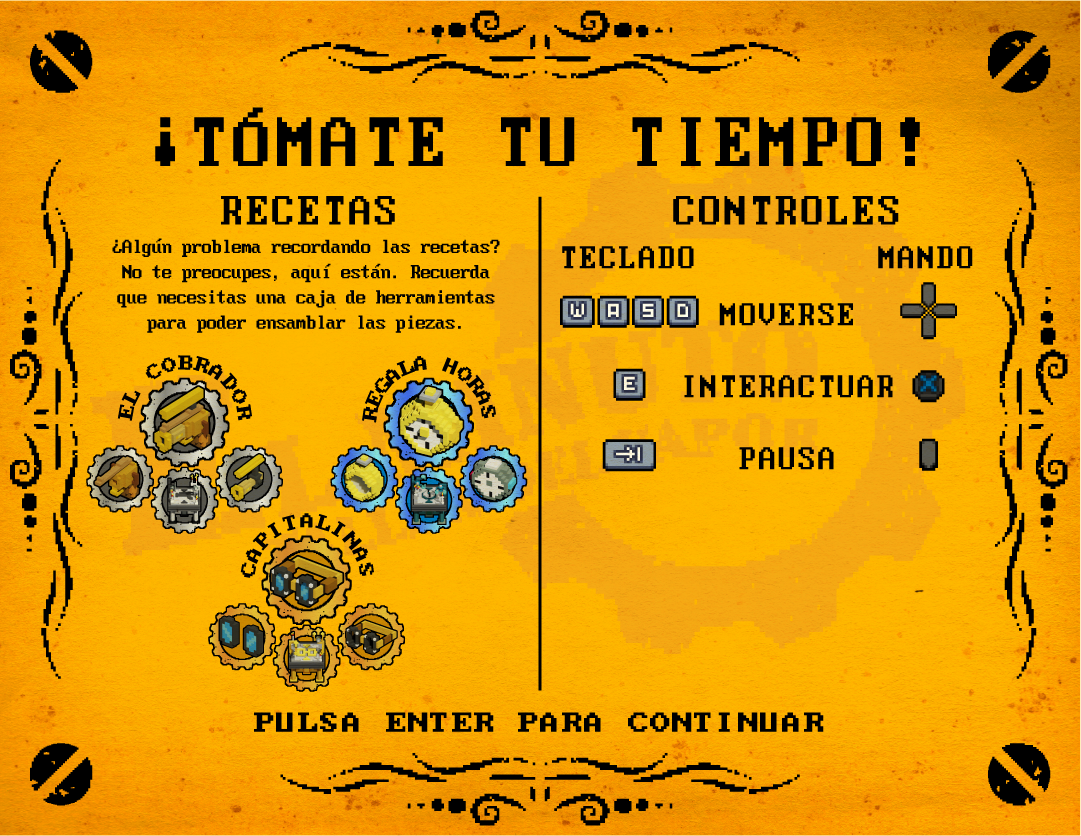 ¡TÓMATE TU TIEMPO!
RECETAS
¿Algún problema recordando las recetas?
No te preocupes, aquí están. Recuerda
que necesitas una caja de herramientas
para poder ensamblar las piezas.
EL COBRADOR
REGALA HORAS
CAPITALINAS
CONTROLES
TECLADO MANDO
W A S D MOVERSE
E INTERACTUAR
PAUSA
PULSA ENTER PARA CONTINUAR